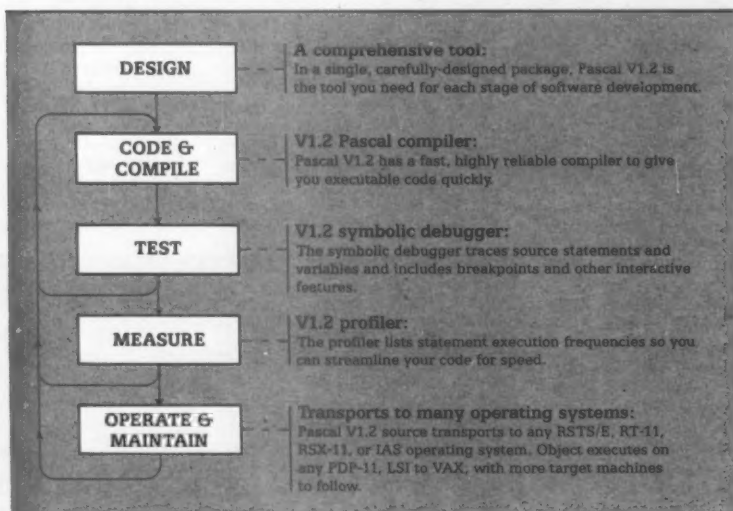 DESIGN
A comprehensive tool:
In a single, carefully-designed package, Pascal V1.2 is
the tool you need for each stage of software development.
CODE &
COMPILE
V1.2 Pascal compiler:
Pascal V1.2 has a fast, highly reliable compiler to give
you executable code quickly.
TEST
V1.2 symbolic debugger:
The symbolic debugger traces source statements and
variables and includes breakpoints and other interactive
features.
MEASURE
V1.2 profiler:
The profiler lists statement execution frequencies so you
can streamline your code for speed.
OPERATE &
MAINTAIN
Transports to many operating systems:
Pascal V1.2 source transports to any RSTS/E, RT-11,
RSX-11, or IAS operating system. Object executes on
any PDP-11, LSI to VAX, with more target machines
to follow.